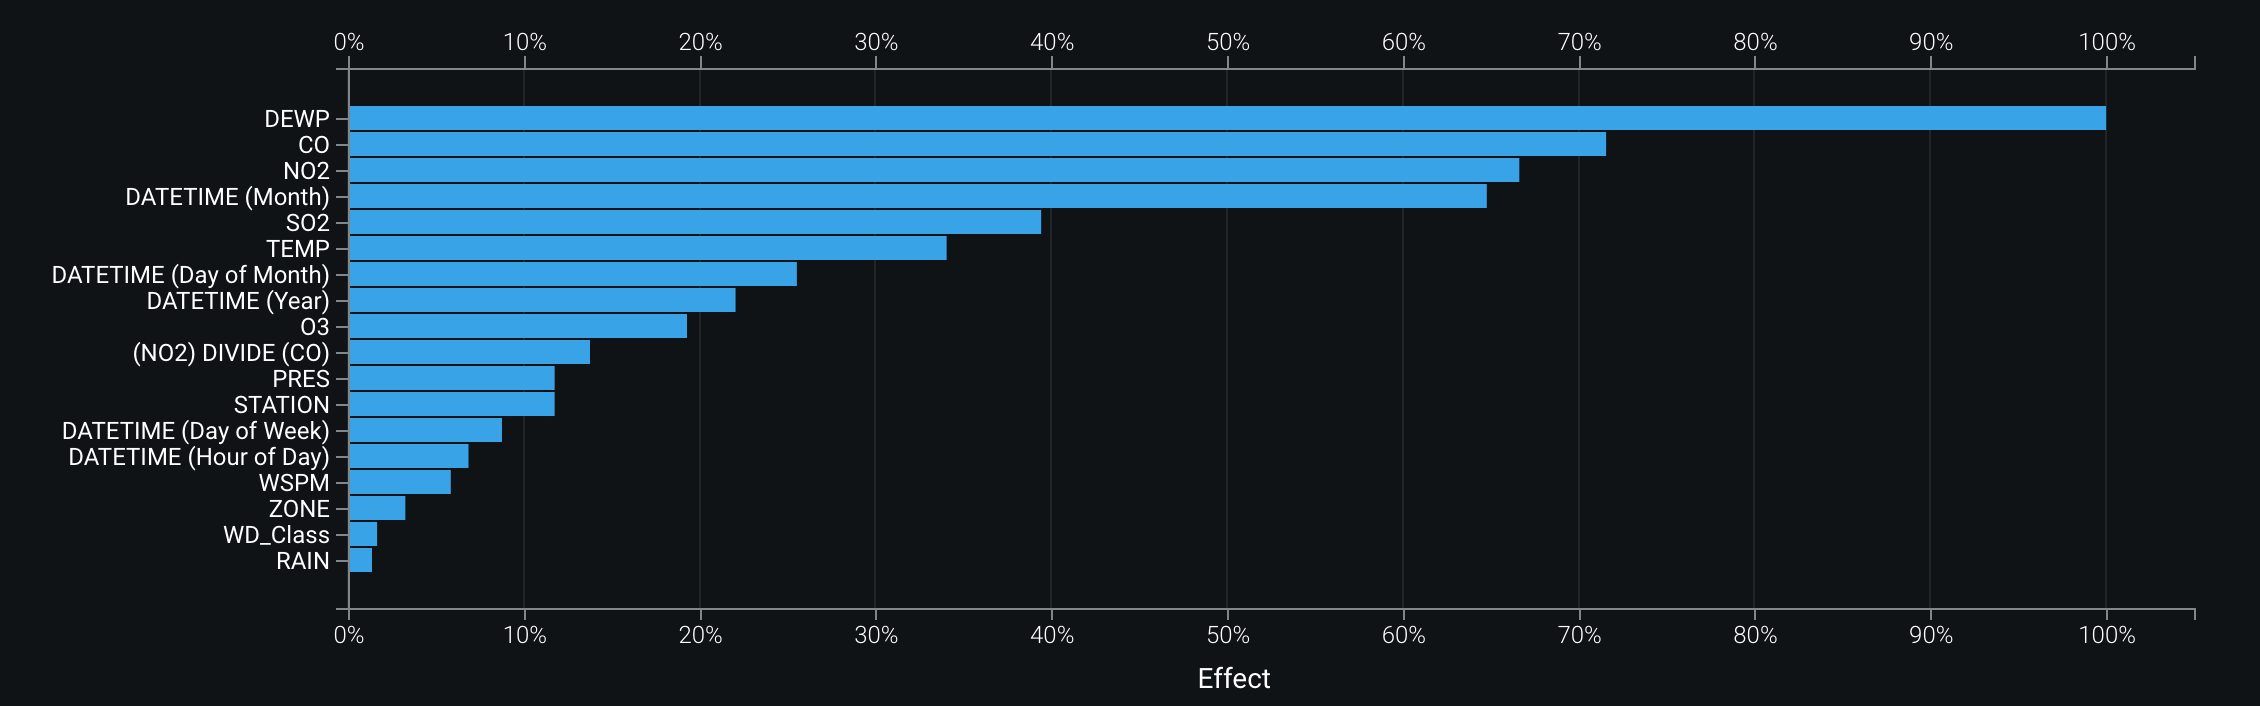 0% 10% 20% 30% 40% 50% 60% 70% 80% 90% 100%
DEWP
CO
NO2
DATETIME (Month)
SO2
TEMP
DATETIME (Day of Month)
DATETIME (Year)
O3
(NO2) DIVIDE (CO)
PRES
STATION
DATETIME (Day of Week)
DATETIME (Hour of Day)
WSPM
ZONE
WD_Class
RAIN
0% 10% 20% 30% 40% 50% 60% 70% 80% 90% 100%
Effect